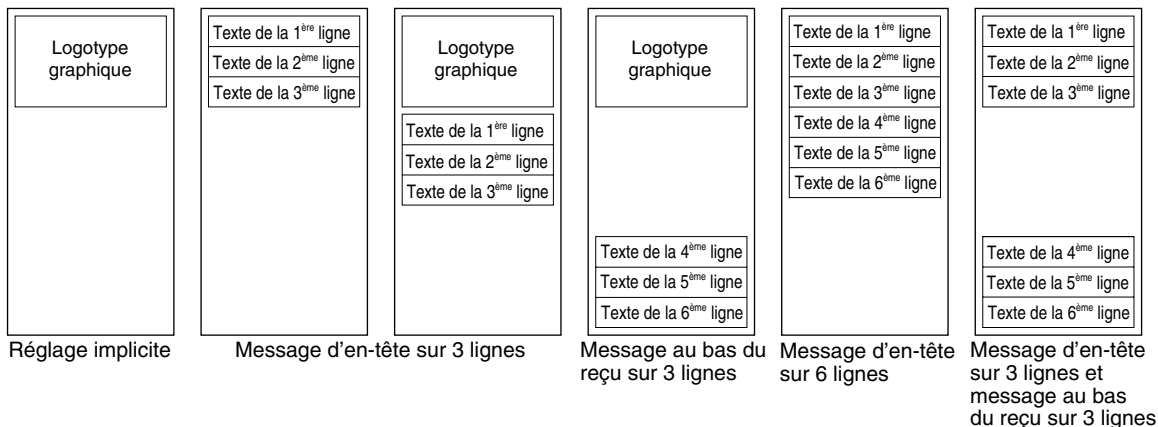 Logotype
graphique
Réglage implicite
Texte de la 1ère ligne
Texte de la 2ème ligne
Texte de la 3ème ligne
Logotype
graphique
Texte de la 1ère ligne
Texte de la 2ème ligne
Texte de la 3ème ligne
Message d'en-tête sur 3 lignes
Logotype
graphique
Texte de la 4ème ligne
Texte de la 5ème ligne
Texte de la 6ème ligne
Message au bas du
reçu sur 3 lignes
Texte de la 1ère ligne
Texte de la 2ème ligne
Texte de la 3ème ligne
Texte de la 4ème ligne
Texte de la 5ème ligne
Texte de la 6ème ligne
Message d'en-tête
sur 6 lignes
Texte de la 1ère ligne
Texte de la 2ème ligne
Texte de la 3ème ligne
Texte de la 4ème ligne
Texte de la 5ème ligne
Texte de la 6ème ligne
Message d'en-tête
sur 3 lignes et
message au bas
du reçu sur 3 lignes